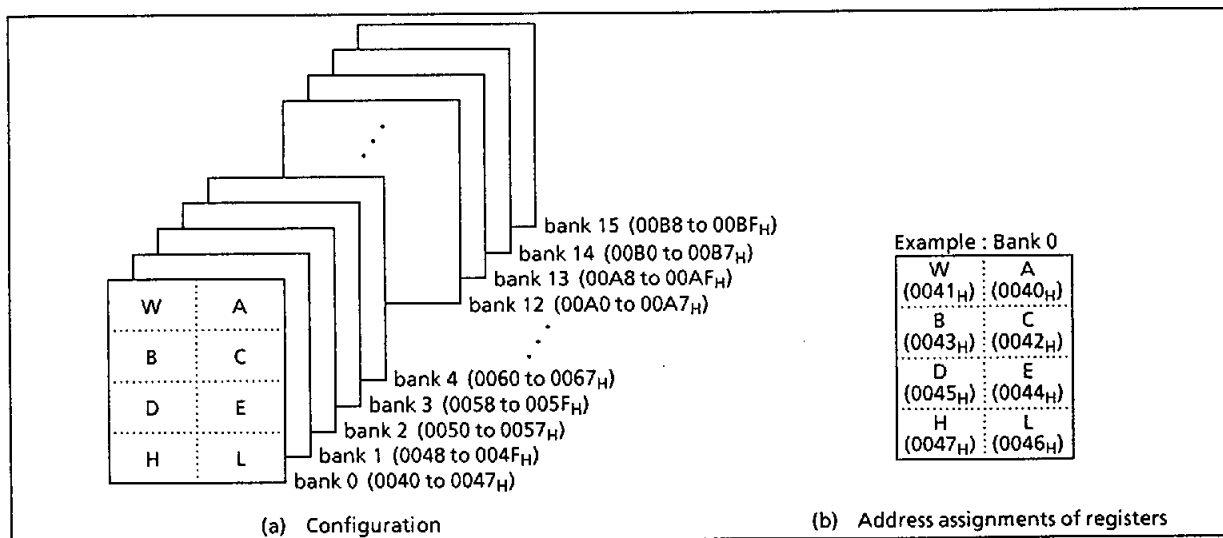 bank 15 (00B8 to 00BFH)
bank 14 (00B0 to 00B7H)
bank 13 (00A8 to 00AFH)
bank 12 (00A0 to 00A7H)
bank 4 (0060 to 0067H)
bank 3 (0058 to 005FH)
bank 2 (0050 to 0057H)
bank 1 (0048 to 004FH)
bank 0 (0040 to 0047H)
W A
B C
D E
H L
(a) Configuration
Example : Bank 0
W A
(0041H) (0040H)
B C
(0043H) (0042H)
D E
(0045H) (0044H)
H L
(0047H) (0046H)
(b) Address assignments of registers